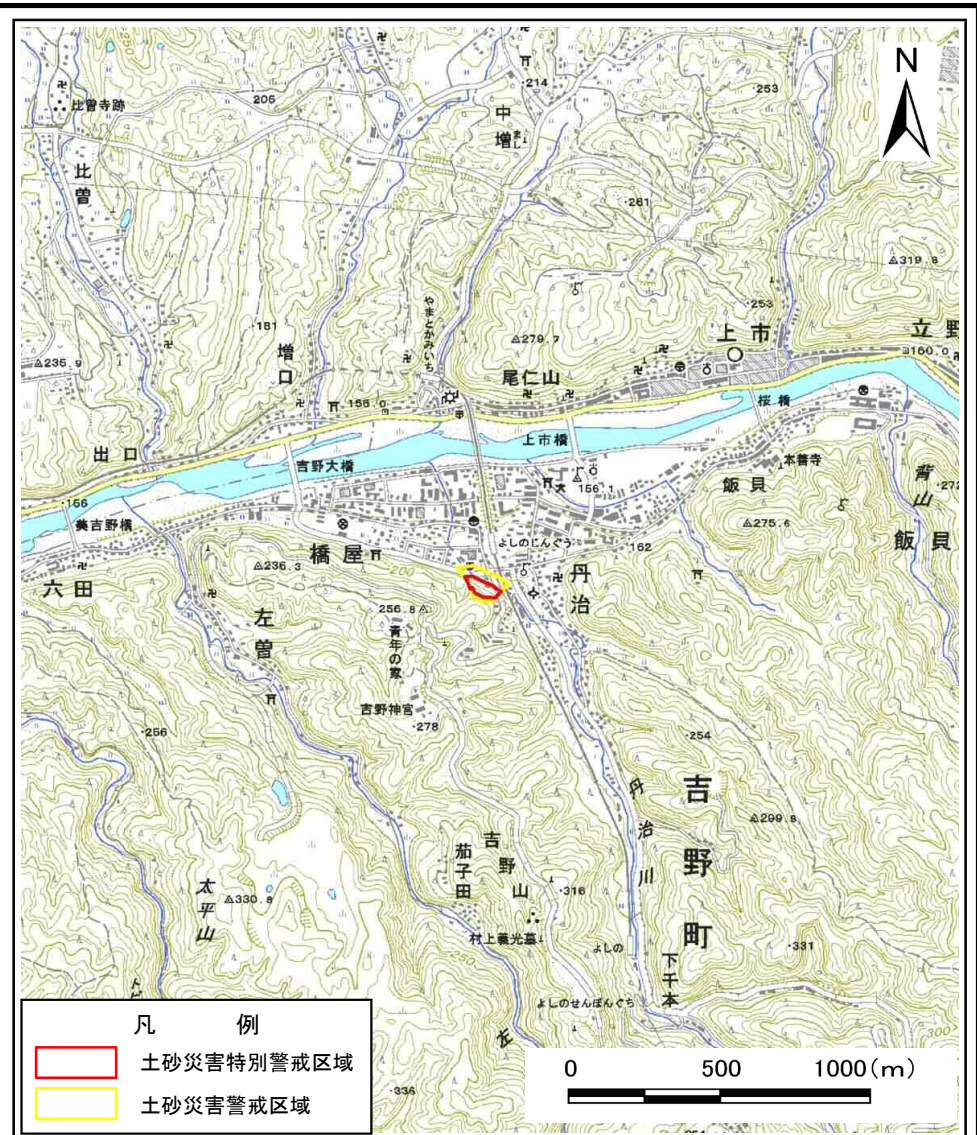 N
比曽寺跡
205
中増
まし
214
253
比曽
261
319.8
253
181
やまとかみいち
279.7
上市
立野
236.9
増口
尾仁山
160.0
156.0
桜橋
出口
上市橋
吉野大橋
本善寺
166
156.1
飯貝
背山
272
美吉野橋
275.6
飯貝
よしのじんぐう
162
橋屋
200
236.3
丹治
六田
左曽
256.8
青年の家
吉野神宮
278
256
254
吉野町
丹治川
299.8
吉野山
茄子田
太平山
330.8
316
村上義光墓
よしの
331
250
下千本
よしのせんぼんぐち
300
左
336
凡例
土砂災害特別警戒区域
土砂災害警戒区域
0 500 1000(m)